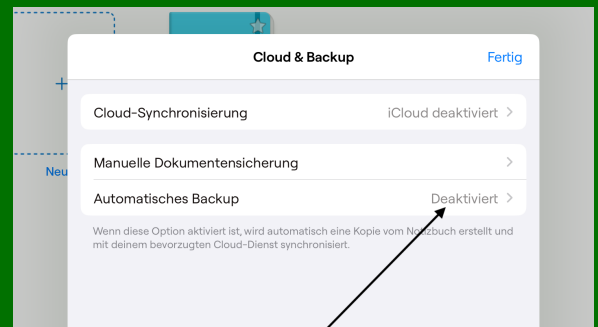 Cloud & Backup
Fertig
Cloud-Synchronisierung
iCloud deaktiviert
Manuelle Dokumentensicherung
Neu
Automatisches Backup
Deaktiviert
Wenn diese Option aktiviert ist, wird automatisch eine Kopie vom Notizbuch erstellt und
mit deinem bevorzugten Cloud-Dienst synchronisiert.